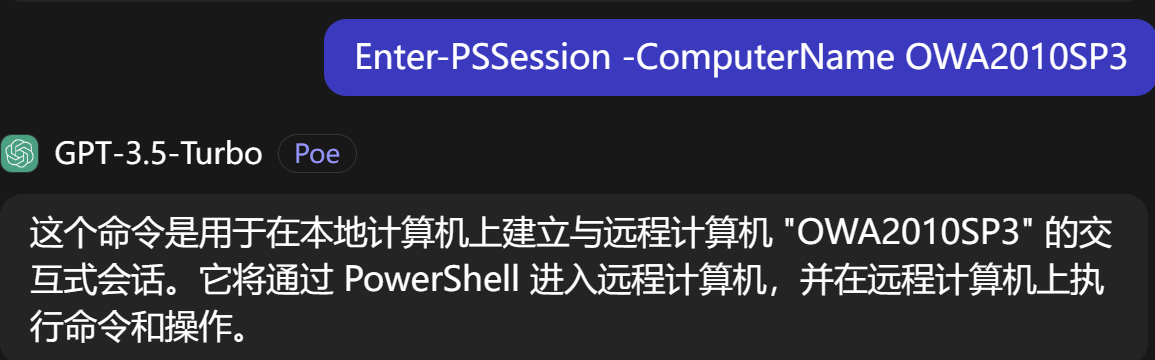 Enter-PSSession -ComputerName OWA2010SP3
GPT-3.5-Turbo Poe
这个命令是用于在本地计算机上建立与远程计算机 "OWA2010SP3" 的交
互式会话。它将通过 PowerShell 进入远程计算机，并在远程计算机上执
行命令和操作。